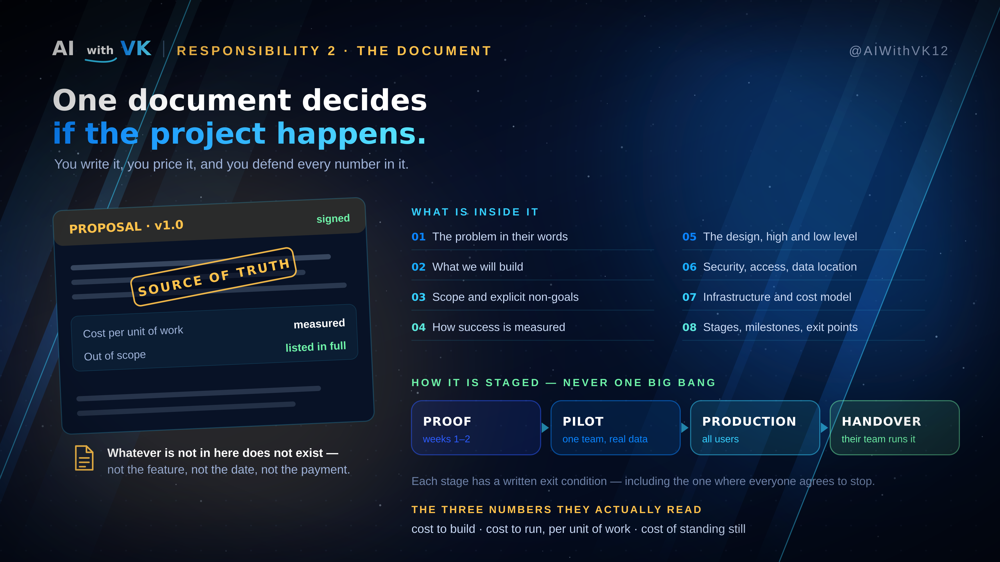 AI with VK
RESPONSIBILITY 2 · THE DOCUMENT
@AIWithVK12
One document decides
if the project happens.
You write it, you price it, and you defend every number in it.
PROPOSAL · v1.0
signed
SOURCE OF TRUTH
Cost per unit of work
measured
Out of scope
listed in full
Whatever is not in here does not exist —
not the feature, not the date, not the payment.
WHAT IS INSIDE IT
01 The problem in their words
02 What we will build
03 Scope and explicit non-goals
04 How success is measured
05 The design, high and low level
06 Security, access, data location
07 Infrastructure and cost model
08 Stages, milestones, exit points
HOW IT IS STAGED — NEVER ONE BIG BANG
PROOF
weeks 1–2
PILOT
one team, real data
PRODUCTION
all users
HANDOVER
their team runs it
Each stage has a written exit condition — including the one where everyone agrees to stop.
THE THREE NUMBERS THEY ACTUALLY READ
cost to build · cost to run, per unit of work · cost of standing still